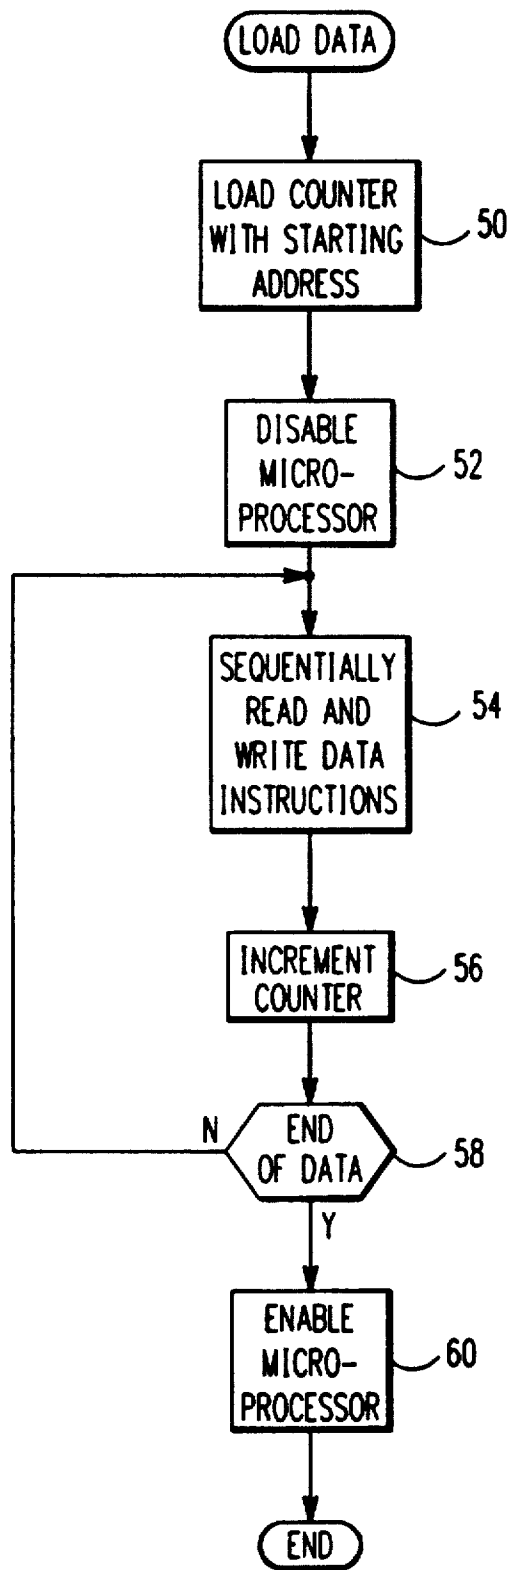 LOAD DATA
LOAD COUNTER
WITH STARTING
ADDRESS
50
DISABLE
MICRO-
PROCESSOR
52
SEQUENTIALLY
READ AND
WRITE DATA
INSTRUCTIONS
54
INCREMENT
COUNTER
56
END
OF DATA
58
N
Y
ENABLE
MICRO-
PROCESSOR
60
END